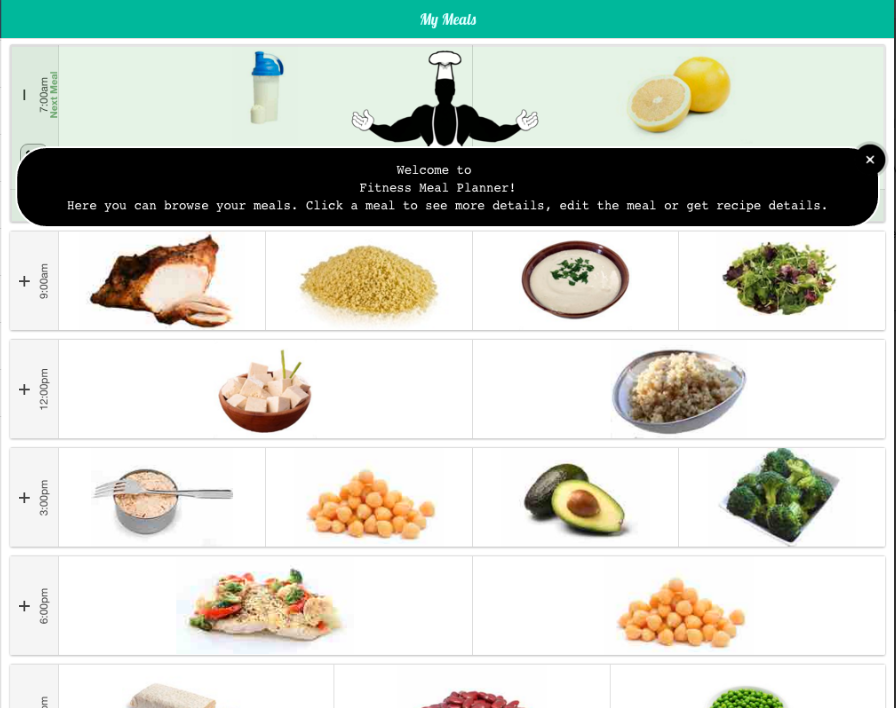 My Meals
7:00am
Next Meal
Welcome to
Fitness Meal Planner!
Here you can browse your meals. Click a meal to see more details, edit the meal or get recipe details.
9:00am
12:00pm
3:00pm
6:00pm